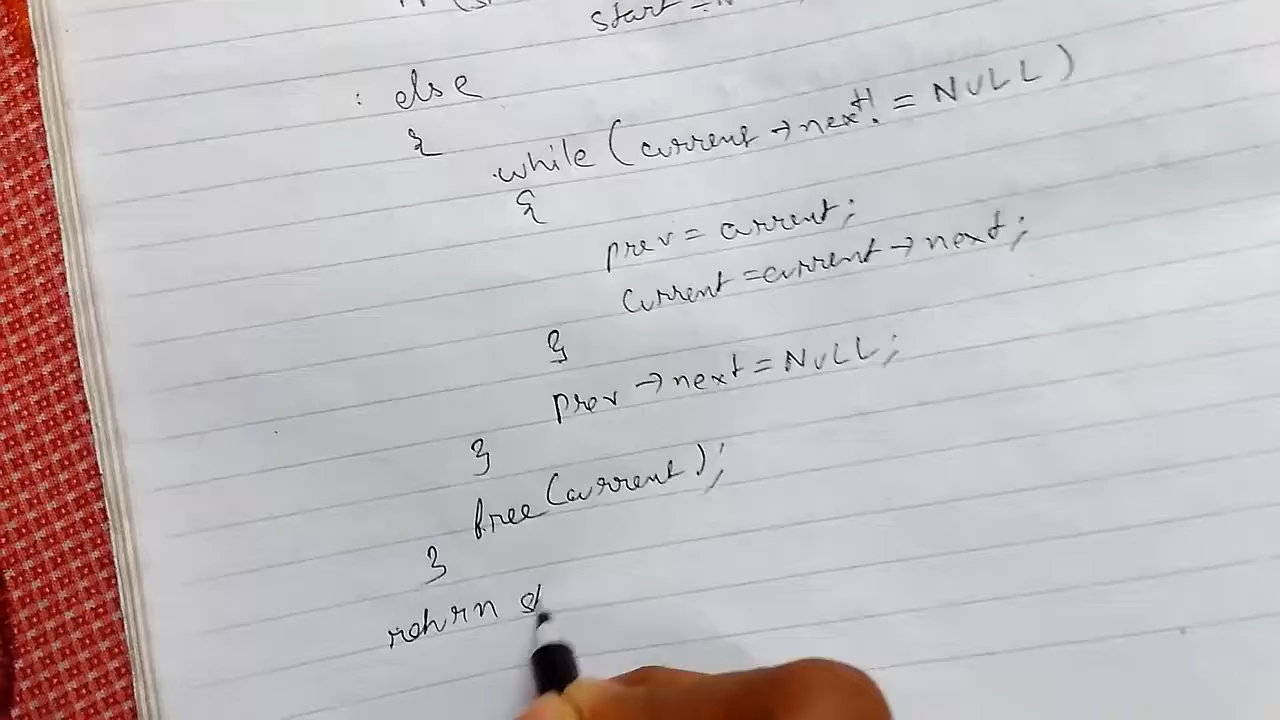 start =
: else
{
while (current → next != NULL)
{
prev = current;
current = current → next;
}
prev → next = NULL;
}
free (current);
}
return